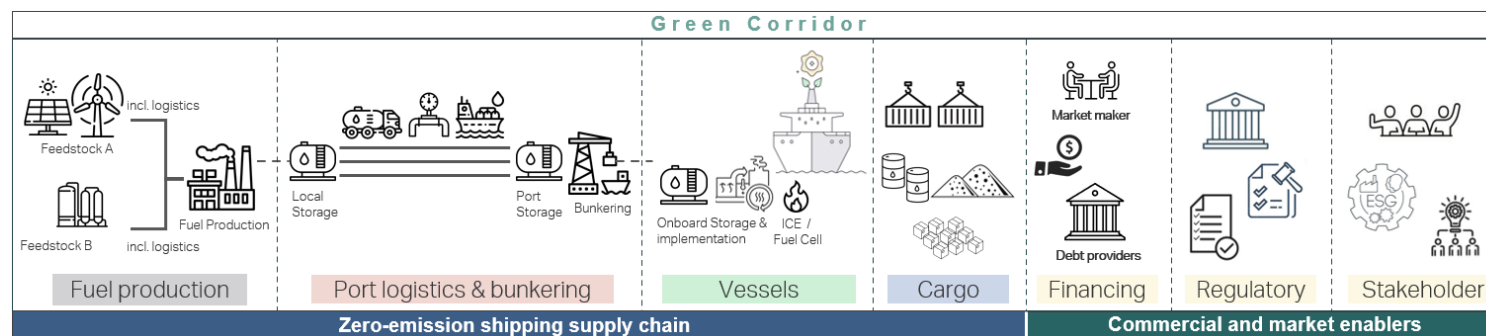 Green Corridor
incl. logistics
Feedstock A
Fuel Production
Feedstock B
incl. logistics
Local
Storage
Port
Storage
Bunkering
Onboard Storage &
implementation
ICE /
Fuel Cell
Market maker
$
Debt providers
ESG
Fuel production
Port logistics & bunkering
Vessels
Cargo
Financing
Regulatory
Stakeholder
Zero-emission shipping supply chain
Commercial and market enablers